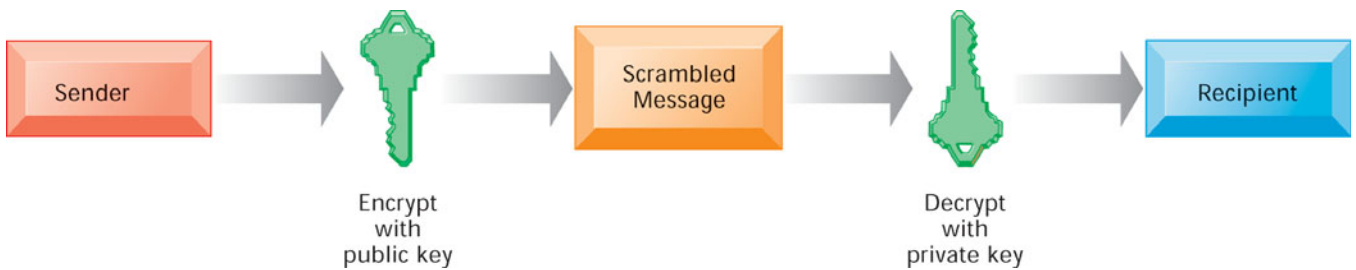 Sender
Encrypt
with
public key
Scrambled
Message
Decrypt
with
private key
Recipient